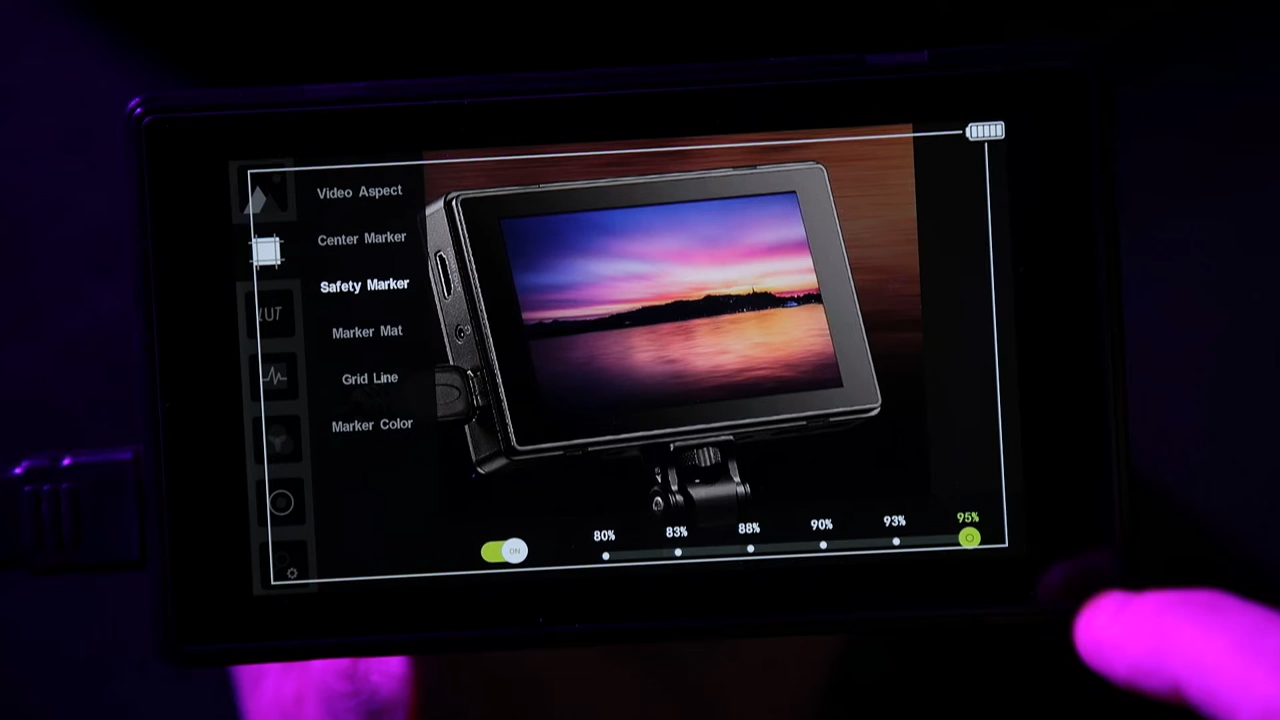 Video Aspect
Center Marker
Safety Marker
LUT
Marker Mat
Grid Line
Marker Color
ON
80%
83%
88%
90%
93%
95%